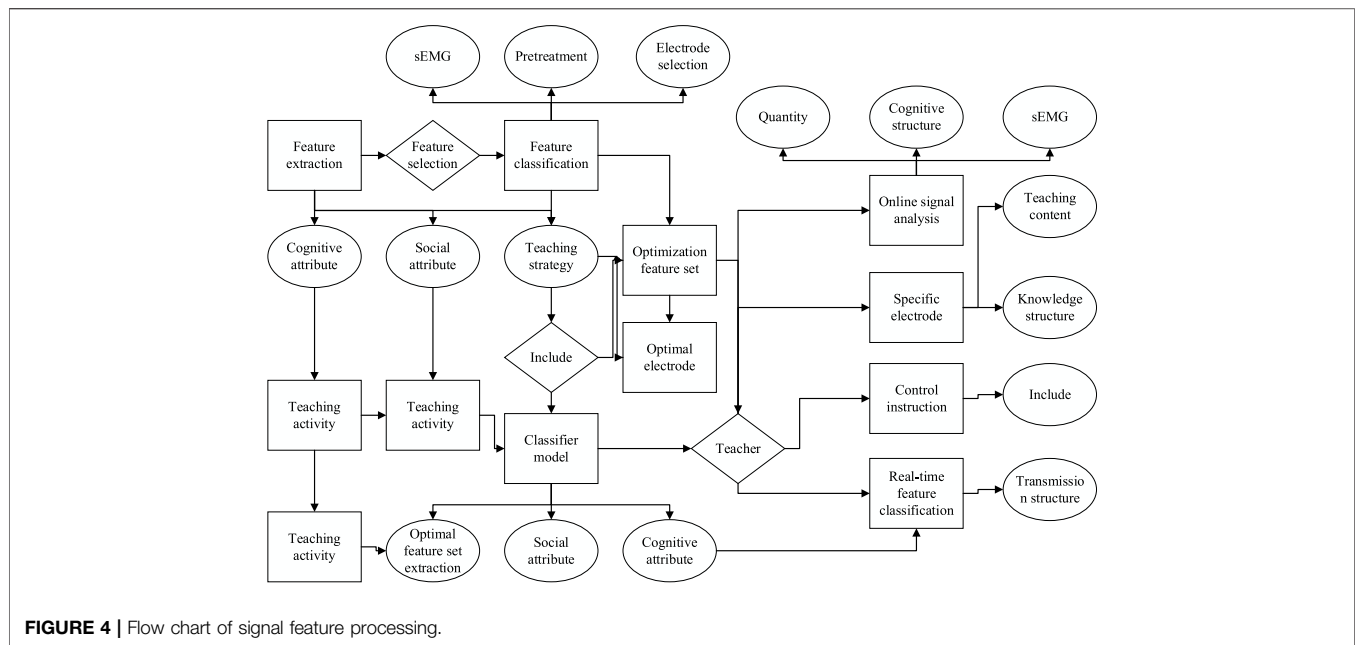 sEMG
Pretreatment
Electrode
selection
Quantity
Cognitive
structure
sEMG
Feature
extraction
Feature
selection
Feature
classification
Online signal
analysis
Teaching
content
Cognitive
attribute
Social
attribute
Teaching
strategy
Optimization
feature set
Specific
electrode
Knowledge
structure
Include
Optimal
electrode
Teaching
activity
Teaching
activity
Classifier
model
Teacher
Control
instruction
Include
Real-time
feature
classification
Transmissio
n structure
Teaching
activity
Optimal
feature set
extraction
Social
attribute
Cognitive
attribute
FIGURE 4 | Flow chart of signal feature processing.